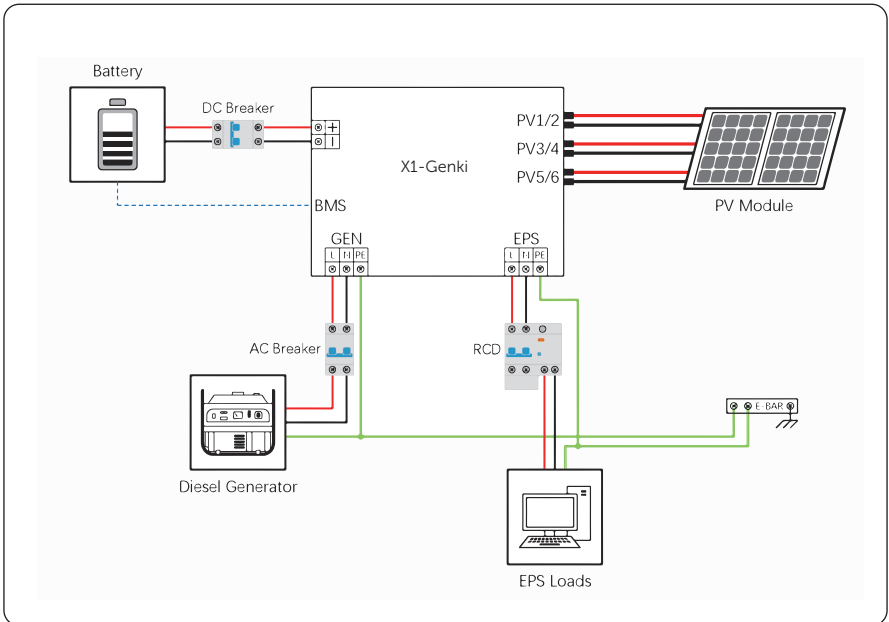 Battery
DC Breaker
+
−
X1-Genki
PV1/2
PV3/4
PV5/6
PV Module
BMS
GEN
L N PE
EPS
L N PE
AC Breaker
RCD
E-BAR
Diesel Generator
EPS Loads